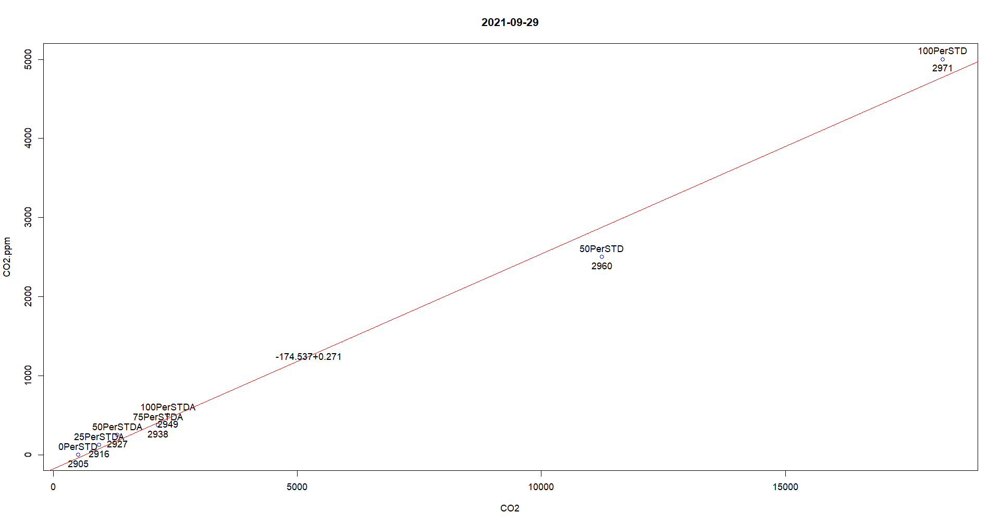 2021-09-29
5000
4000
3000
2000
1000
0
CO2.ppm
100PerSTD
2971
50PerSTD
2960
-174.537+0.271
100PerSTDA
75PerSTDA
2949
50PerSTDA
2938
25PerSTDA
2927
0PerSTD
2916
2905
0
5000
10000
15000
CO2